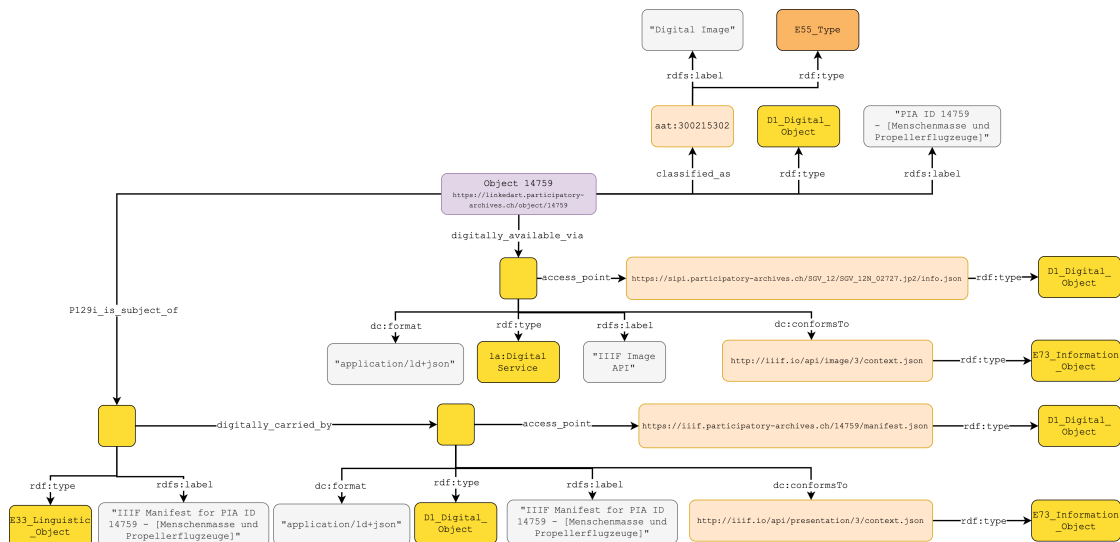 "Digital Image"
E55_Type
rdfs:label
rdf:type
aat:300215302
D1_Digital_
Object
"PIA ID 14759
- [Menschenmasse und
Propellerflugzeuge]"
classified_as
rdf:type
rdfs:label
Object 14759
https://linkedart.participatory-
archives.ch/object/14759
digitally_available_via
access_point
https://sipi.participatory-archives.ch/SGV_12/SGV_12N_02727.jp2/info.json
rdf:type
D1_Digital_
Object
P129i_is_subject_of
dc:format
rdf:type
rdfs:label
dc:conformsTo
"application/ld+json"
la:Digital
Service
"IIIF Image
API"
http://iiif.io/api/image/3/context.json
rdf:type
E73_Information
_Object
digitally_carried_by
access_point
https://iiif.participatory-archives.ch/14759/manifest.json
rdf:type
D1_Digital_
Object
rdf:type
rdfs:label
dc:format
rdf:type
rdfs:label
dc:conformsTo
E33_Linguistic
_Object
"IIIF Manifest for PIA ID
14759 - [Menschenmasse und
Propellerflugzeuge]"
"application/ld+json"
D1_Digital_
Object
"IIIF Manifest for PIA ID
14759 - [Menschenmasse und
Propellerflugzeuge]"
http://iiif.io/api/presentation/3/context.json
rdf:type
E73_Information
_Object